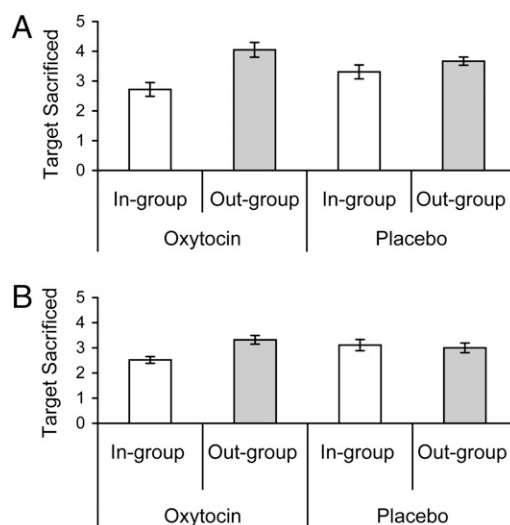 A
Target Sacrificed
5
4
3
2
1
0
In-group Out-group In-group Out-group
Oxytocin Placebo
B
Target Sacrificed
5
4
3
2
1
0
In-group Out-group In-group Out-group
Oxytocin Placebo